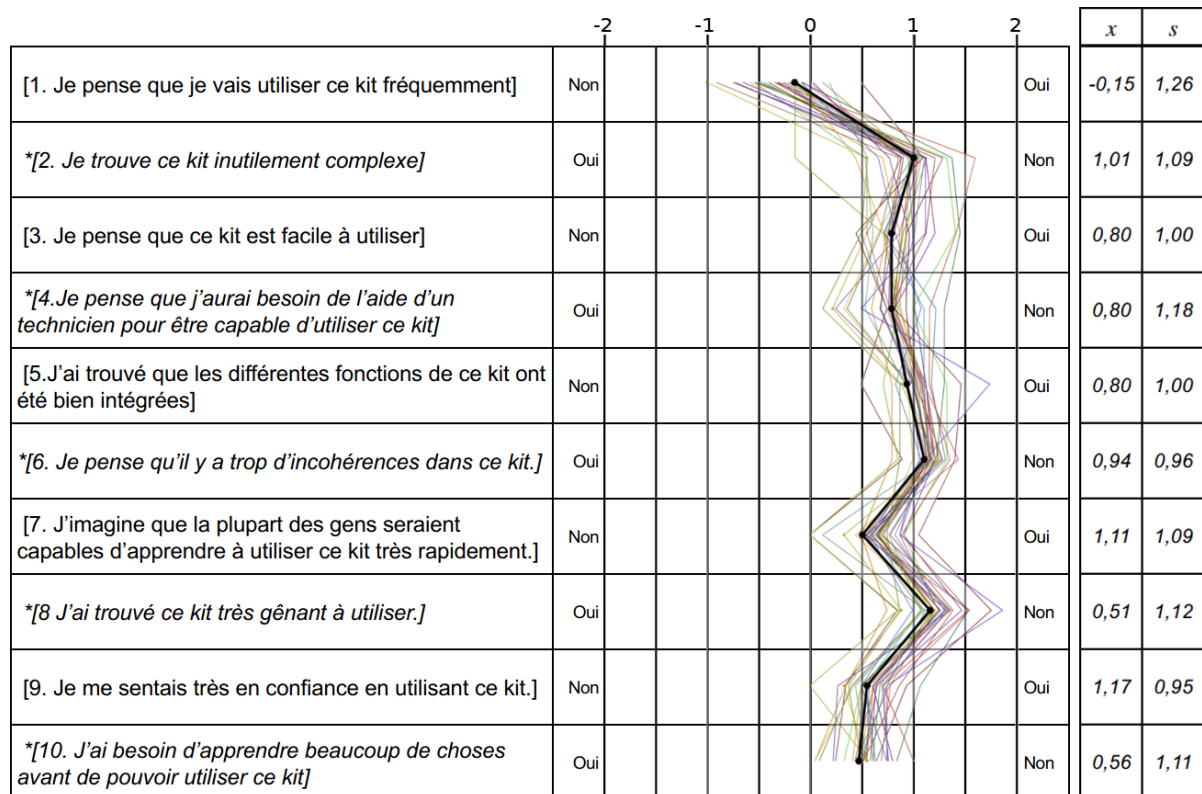 -2 -1 0 1 2 x s
[1. Je pense que je vais utiliser ce kit fréquemment] Non Oui -0,15 1,26
*[2. Je trouve ce kit inutilement complexe] Oui Non 1,01 1,09
[3. Je pense que ce kit est facile à utiliser] Non Oui 0,80 1,00
*[4.Je pense que j'aurai besoin de l'aide d'un
technicien pour être capable d'utiliser ce kit] Oui Non 0,80 1,18
[5.J'ai trouvé que les différentes fonctions de ce kit ont
été bien intégrées] Non Oui 0,80 1,00
*[6. Je pense qu'il y a trop d'incohérences dans ce kit.] Oui Non 0,94 0,96
[7. J'imagine que la plupart des gens seraient
capables d'apprendre à utiliser ce kit très rapidement.] Non Oui 1,11 1,09
*[8 J'ai trouvé ce kit très gênant à utiliser.] Oui Non 0,51 1,12
[9. Je me sentais très en confiance en utilisant ce kit.] Non Oui 1,17 0,95
*[10. J'ai besoin d'apprendre beaucoup de choses
avant de pouvoir utiliser ce kit] Oui Non 0,56 1,11